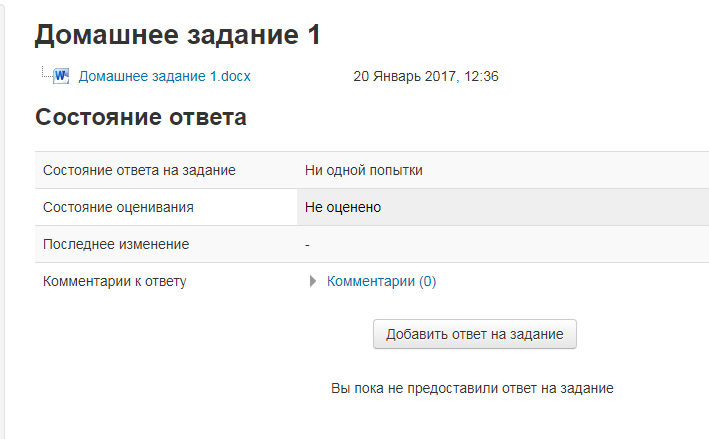 Домашнее задание 1
Домашнее задание 1.docx 20 Январь 2017, 12:36
Состояние ответа
Состояние ответа на задание Ни одной попытки
Состояние оценивания Не оценено
Последнее изменение -
Комментарии к ответу Комментарии (0)
Добавить ответ на задание
Вы пока не предоставили ответ на задание